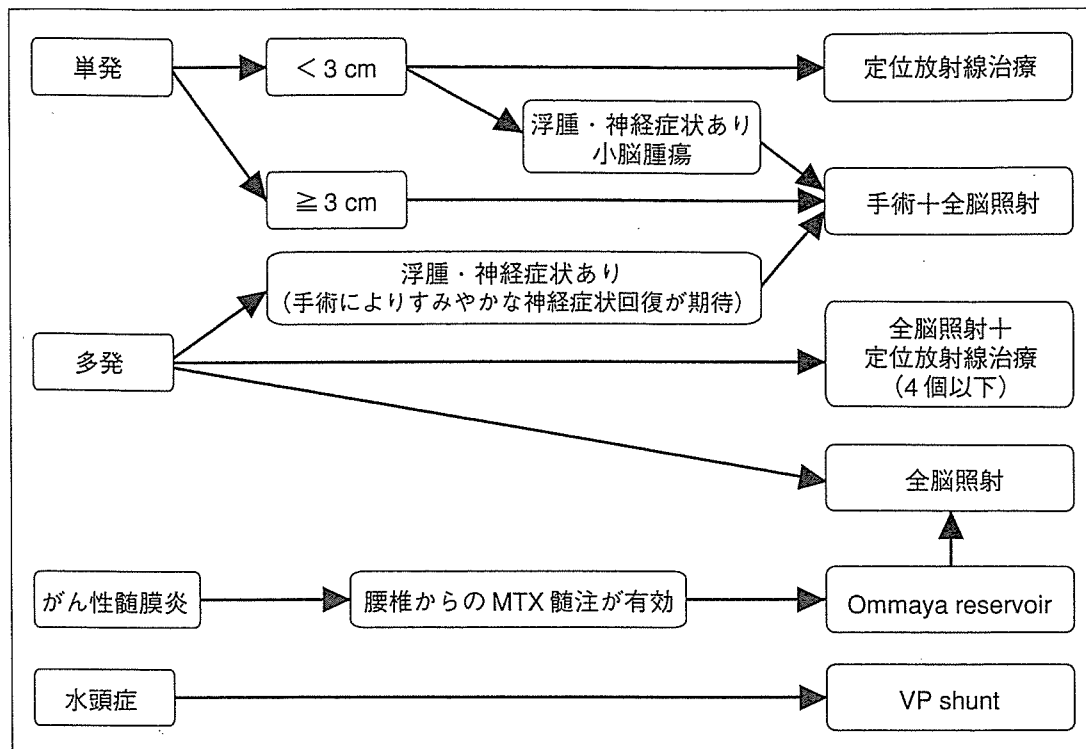 単発
< 3 cm
定位放射線治療
浮腫・神経症状あり
小脳腫瘍
≧ 3 cm
手術+全脳照射
浮腫・神経症状あり
(手術によりすみやかな神経症状回復が期待)
多発
全脳照射+
定位放射線治療
(4 個以下)
全脳照射
がん性髄膜炎
腰椎からの MTX 髄注が有効
Ommaya reservoir
水頭症
VP shunt